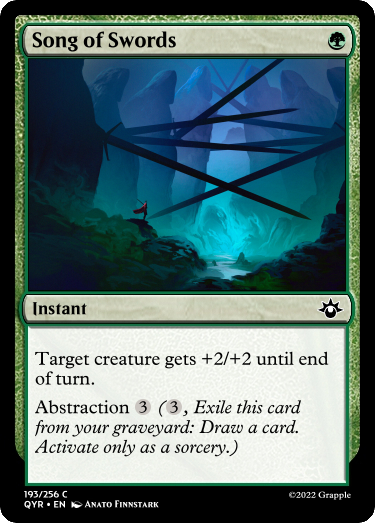 Song of Swords
Instant
Target creature gets +2/+2 until end
of turn.
Abstraction 3 (3, Exile this card
from your graveyard: Draw a card.
Activate only as a sorcery.)
193/256 C
QYR • EN Anato Finnstark
©2022 Grapple